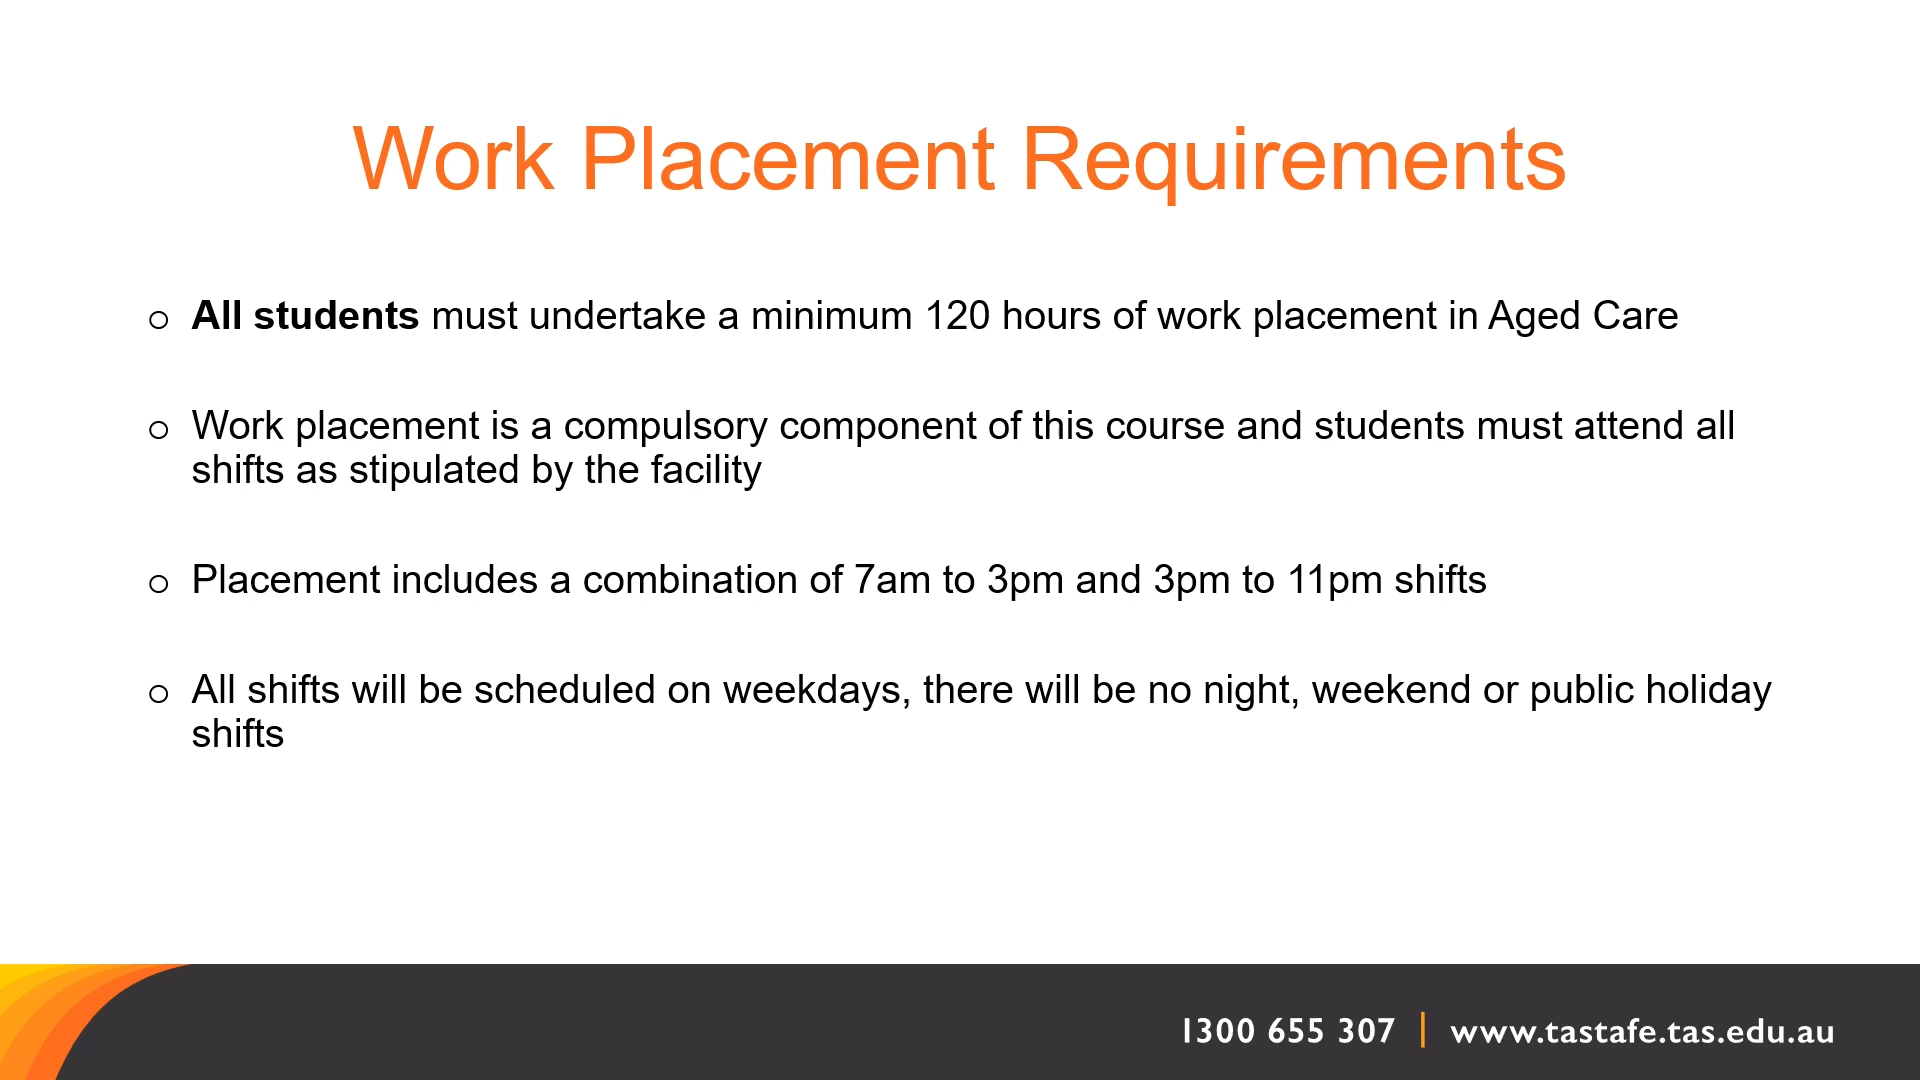 Work Placement Requirements
o All students must undertake a minimum 120 hours of work placement in Aged Care
o Work placement is a compulsory component of this course and students must attend all
shifts as stipulated by the facility
o Placement includes a combination of 7am to 3pm and 3pm to 11pm shifts
o All shifts will be scheduled on weekdays, there will be no night, weekend or public holiday
shifts
1300 655 307 | www.tastafe.tas.edu.au